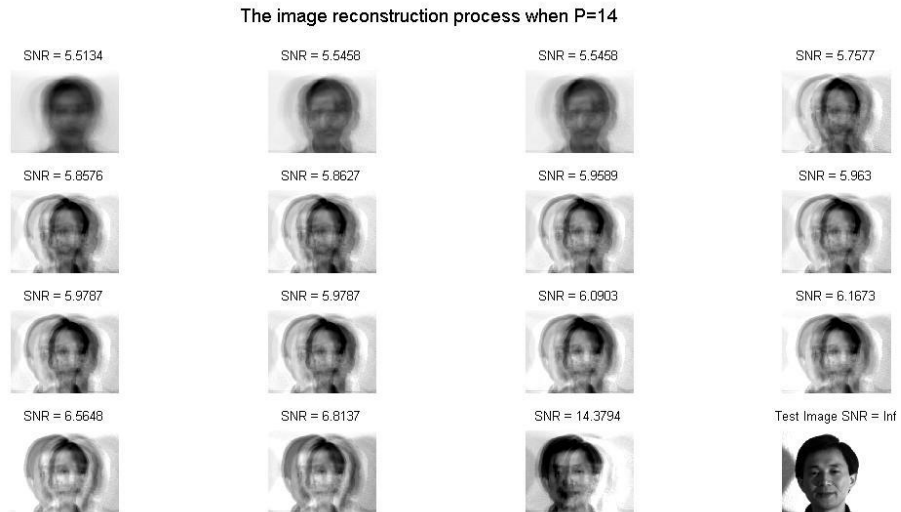 The image reconstruction process when P=14
SNR = 5.5134
SNR = 5.5458
SNR = 5.5458
SNR = 5.7577
SNR = 5.8576
SNR = 5.8627
SNR = 5.9589
SNR = 5.963
SNR = 5.9787
SNR = 5.9787
SNR = 6.0903
SNR = 6.1673
SNR = 6.5648
SNR = 6.8137
SNR = 14.3794
Test Image SNR = Inf